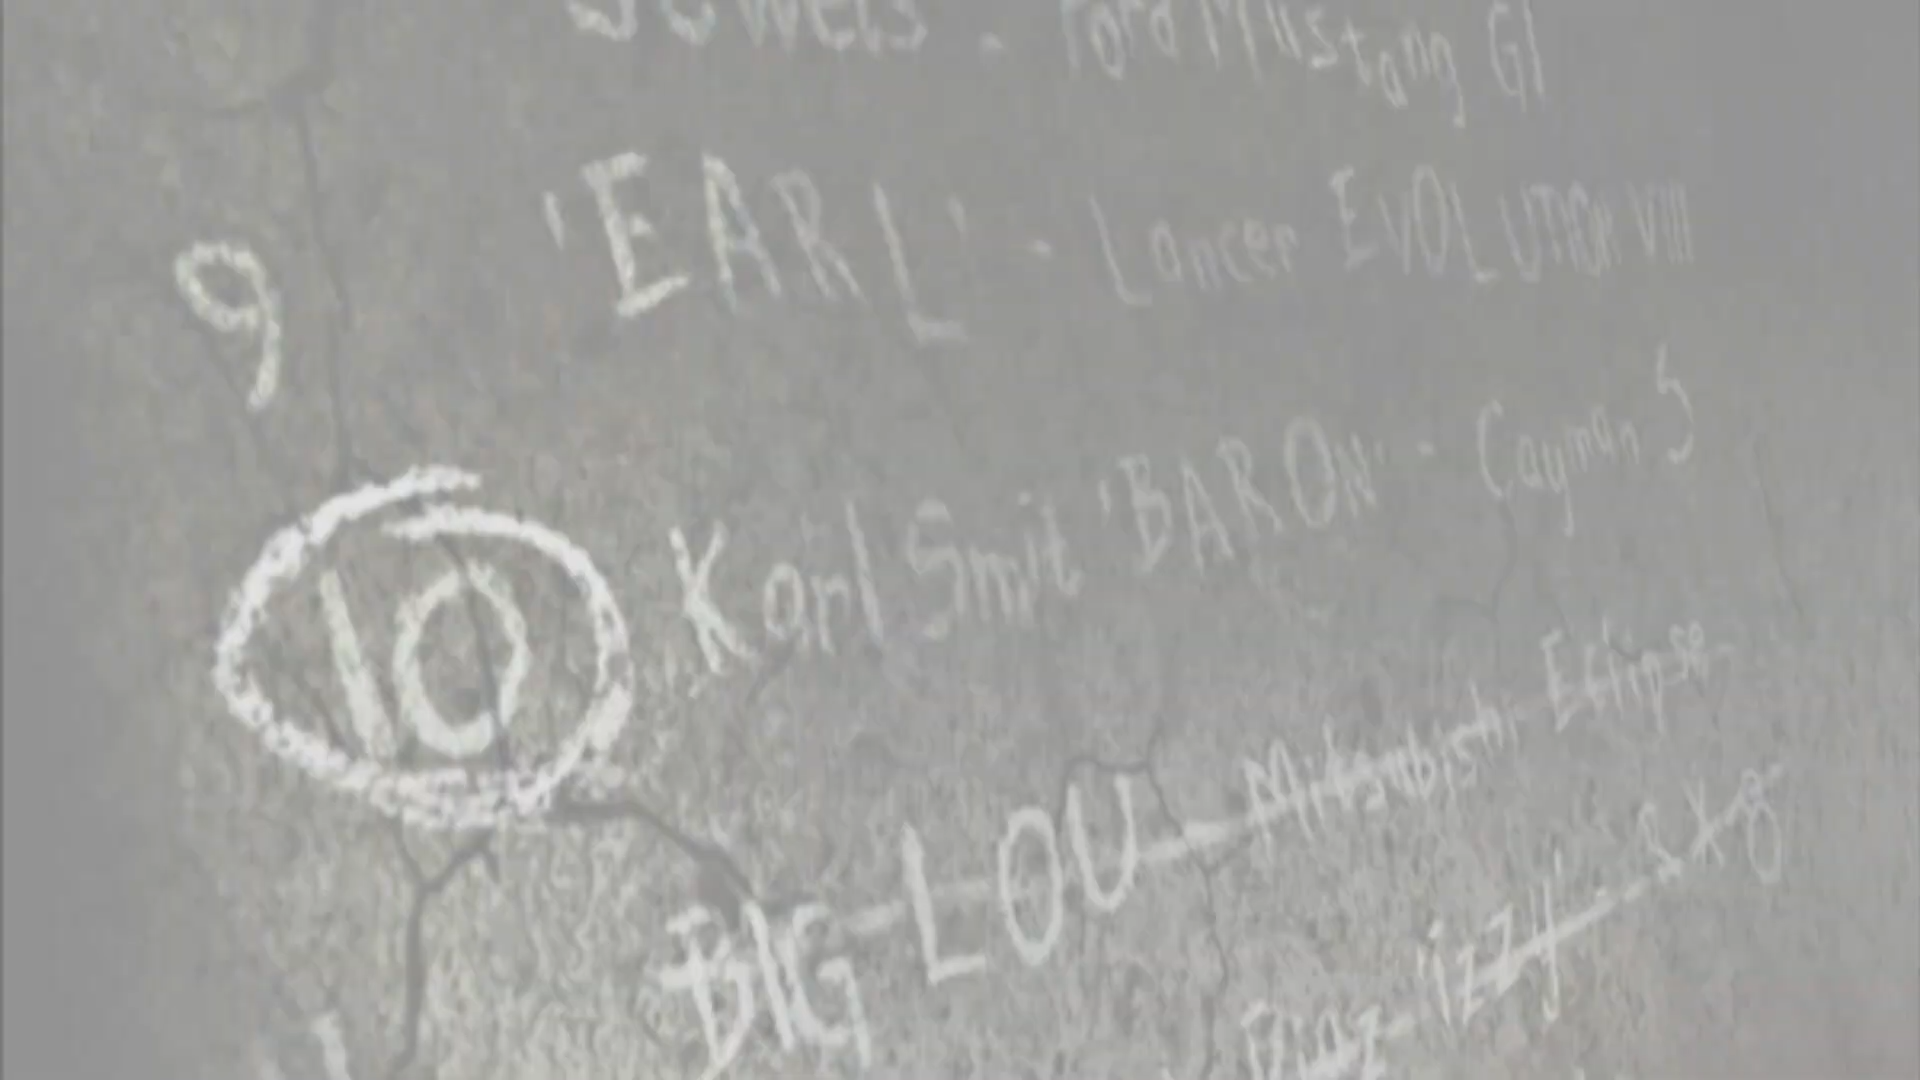 Jewels - Ford Mustang GT
9 'EARL' - Lancer EVOLUTION VIII
10 Karl Smit 'BARON' - Cayman S
BIG LOU - Mitsubishi Eclipse
'izzy' - RX-8